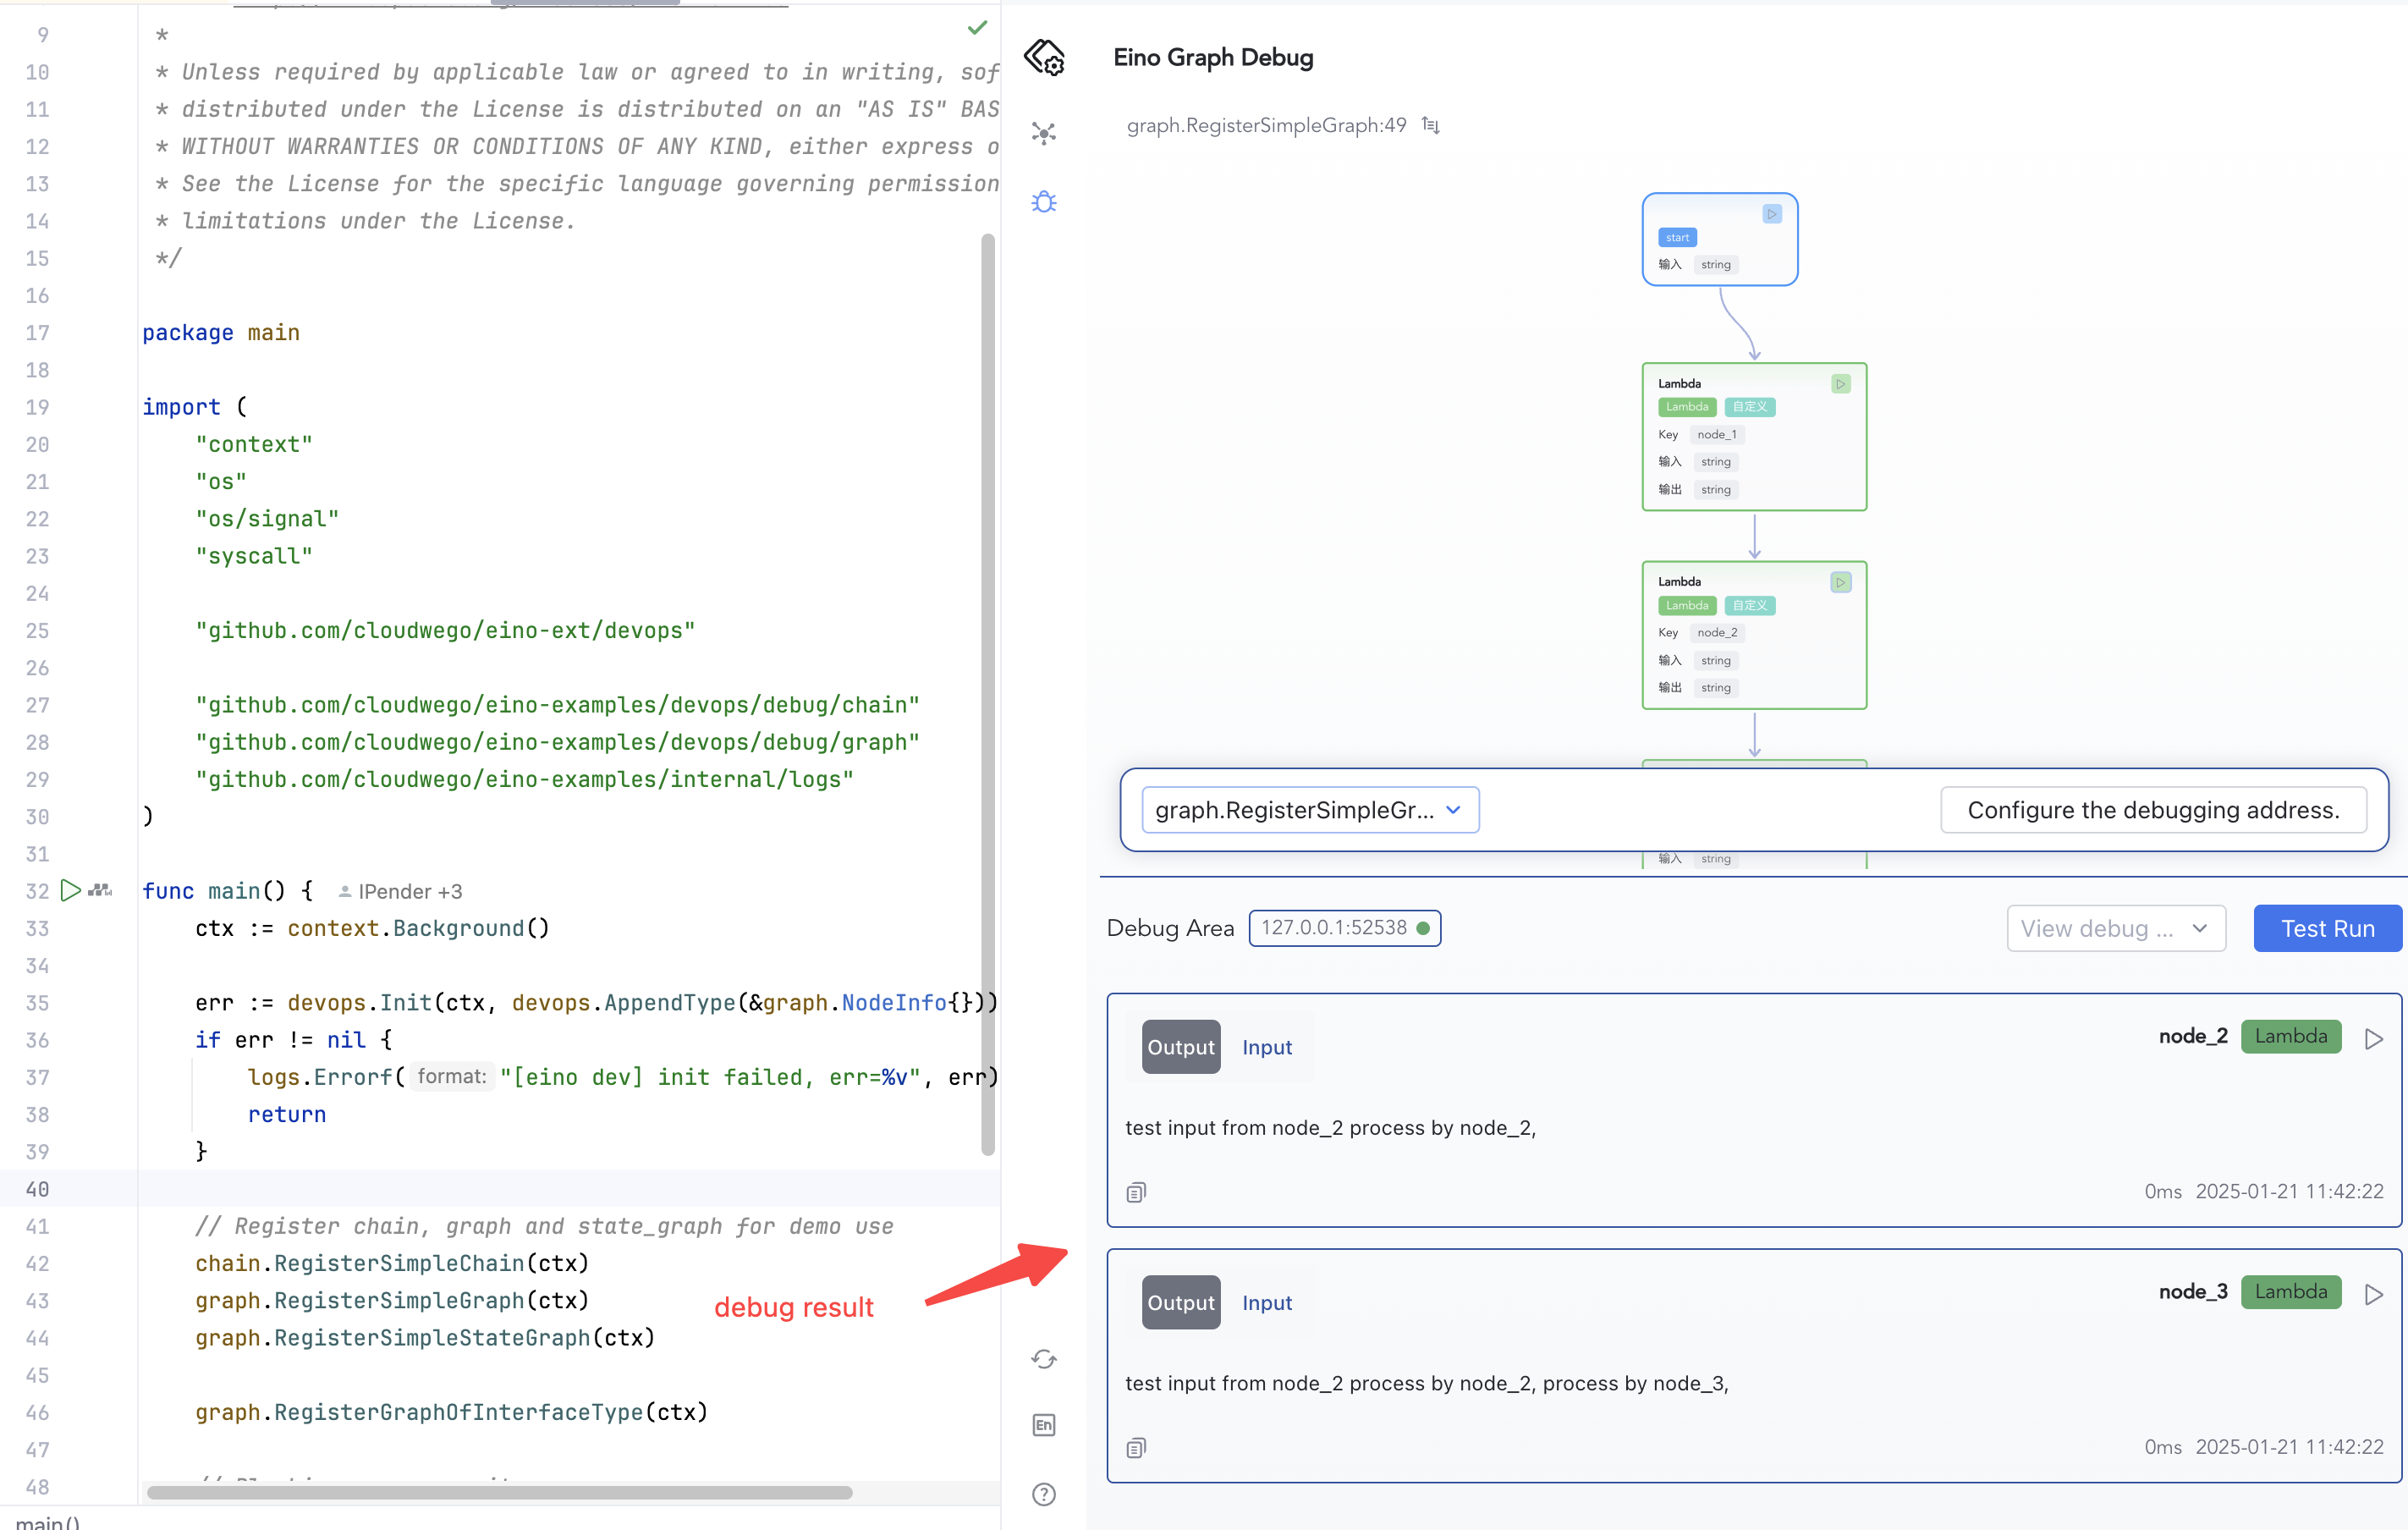 9 *
10 * Unless required by applicable law or agreed to in writing, sof
11 * distributed under the License is distributed on an "AS IS" BAS
12 * WITHOUT WARRANTIES OR CONDITIONS OF ANY KIND, either express o
13 * See the License for the specific language governing permission
14 * limitations under the License.
15 */
16
17 package main
18
19 import (
20 "context"
21 "os"
22 "os/signal"
23 "syscall"
24
25 "github.com/cloudwego/eino-ext/devops"
26
27 "github.com/cloudwego/eino-examples/devops/debug/chain"
28 "github.com/cloudwego/eino-examples/devops/debug/graph"
29 "github.com/cloudwego/eino-examples/internal/logs"
30 )
31
32 func main() { IPender +3
33 ctx := context.Background()
34
35 err := devops.Init(ctx, devops.AppendType(&graph.NodeInfo{}))
36 if err != nil {
37 logs.Errorf( format: "[eino dev] init failed, err=%v", err)
38 return
39 }
40
41 // Register chain, graph and state_graph for demo use
42 chain.RegisterSimpleChain(ctx)
43 graph.RegisterSimpleGraph(ctx)
44 graph.RegisterSimpleStateGraph(ctx)
45
46 graph.RegisterGraphOfInterfaceType(ctx)
47
48
main()
debug result
En
Eino Graph Debug
graph.RegisterSimpleGraph:49
start
输入 string
Lambda
Lambda 自定义
Key node_1
输入 string
输出 string
Lambda
Lambda 自定义
Key node_2
输入 string
输出 string
graph.RegisterSimpleGr... Configure the debugging address.
输入 string
Debug Area 127.0.0.1:52538 View debug ... Test Run
Output Input node_2 Lambda
test input from node_2 process by node_2,
0ms 2025-01-21 11:42:22
Output Input node_3 Lambda
test input from node_2 process by node_2, process by node_3,
0ms 2025-01-21 11:42:22